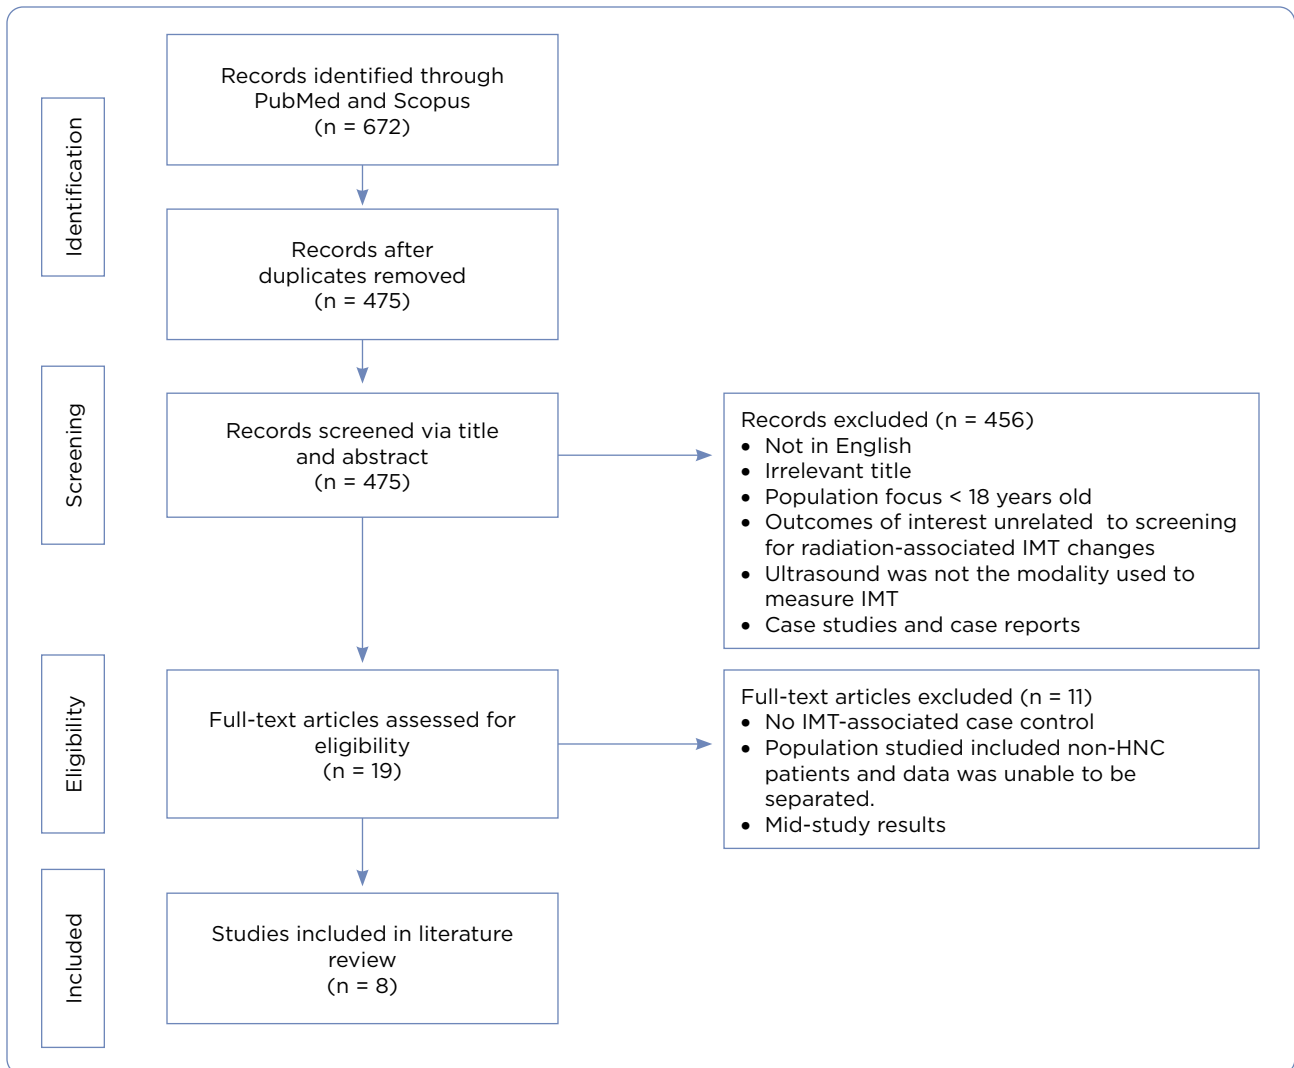 Identification
Records identified through
PubMed and Scopus
(n = 672)
Records after
duplicates removed
(n = 475)
Screening
Records screened via title
and abstract
(n = 475)
Records excluded (n = 456)
• Not in English
• Irrelevant title
• Population focus < 18 years old
• Outcomes of interest unrelated to screening
for radiation-associated IMT changes
• Ultrasound was not the modality used to
measure IMT
• Case studies and case reports
Eligibility
Full-text articles assessed for
eligibility
(n = 19)
Full-text articles excluded (n = 11)
• No IMT-associated case control
• Population studied included non-HNC
patients and data was unable to be
separated.
• Mid-study results
Included
Studies included in literature
review
(n = 8)